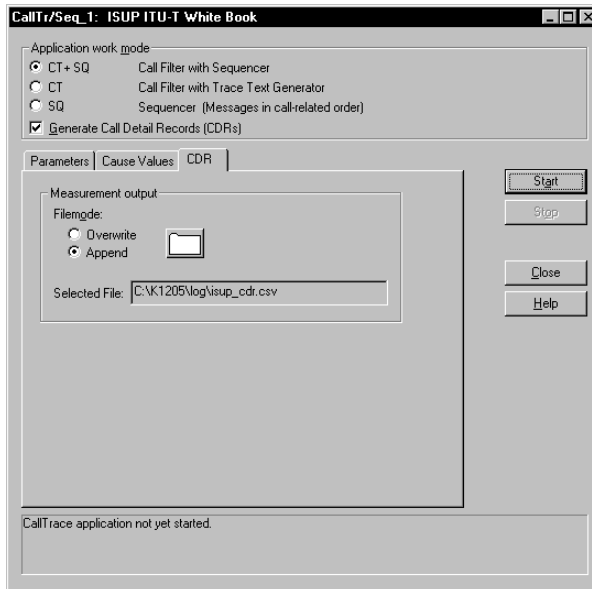 CallTr/Seq_1: ISUP ITU-T White Book
Application work mode
CT+ SQ Call Filter with Sequencer
CT Call Filter with Trace Text Generator
SQ Sequencer (Messages in call-related order)
Generate Call Detail Records (CDRs)
Parameters Cause Values CDR
Measurement output
Filemode:
Overwrite
Append
Selected File: C:\K1205\log\isup_cdr.csv
Start
Stop
Close
Help
CallTrace application not yet started.